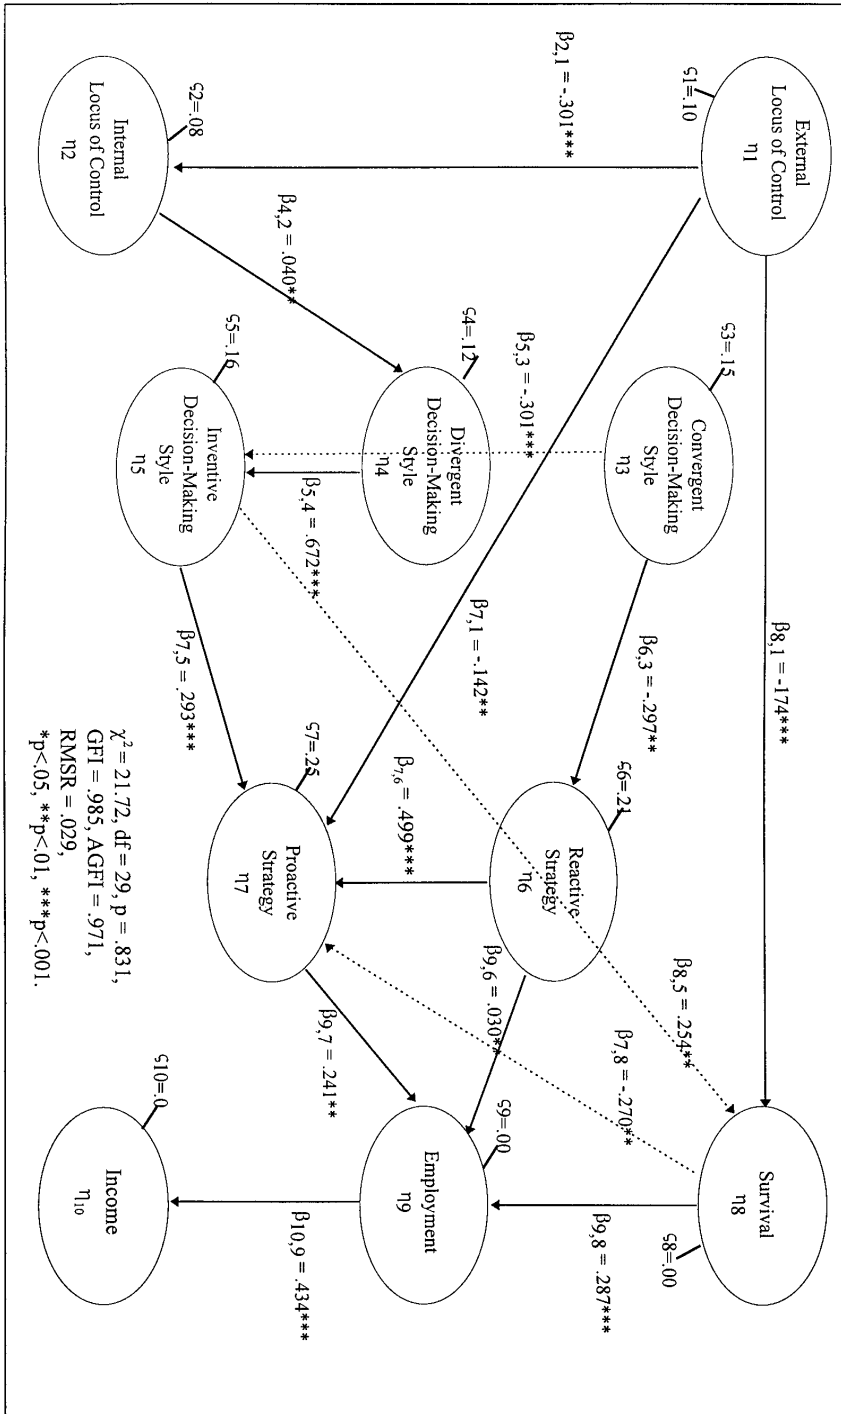 External
Locus of Control
η1
ς1=.10
β2,1 = -.301***
Internal
Locus of Control
η2
ς2=.08
β4,2 = .040**
Convergent
Decision-Making
Style
η3
ς3=.15
β5,3 = -.301***
Divergent
Decision-Making
Style
η4
ς4=.12
β5,4 = .672***
Inventive
Decision-Making
Style
η5
ς5=.16
β8,1 = -174***
β6,3 = -.297**
β7,1 = -.142**
β7,5 = .293***
Reactive
Strategy
η6
ς6=.21
β7,6 = .499***
Proactive
Strategy
η7
ς7=.25
β8,5 = .254**
β7,8 = -.270**
β9,6 = .030**
β9,7 = .241**
Survival
η8
ς8=.00
β9,8 = .287***
Employment
η9
ς9=.00
β10,9 = .434***
Income
η10
ς10=.0
χ² = 21.72, df = 29, p = .831,
GFI = .985, AGFI = .971,
RMSR = .029,
*p<.05, **p<.01, ***p<.001.